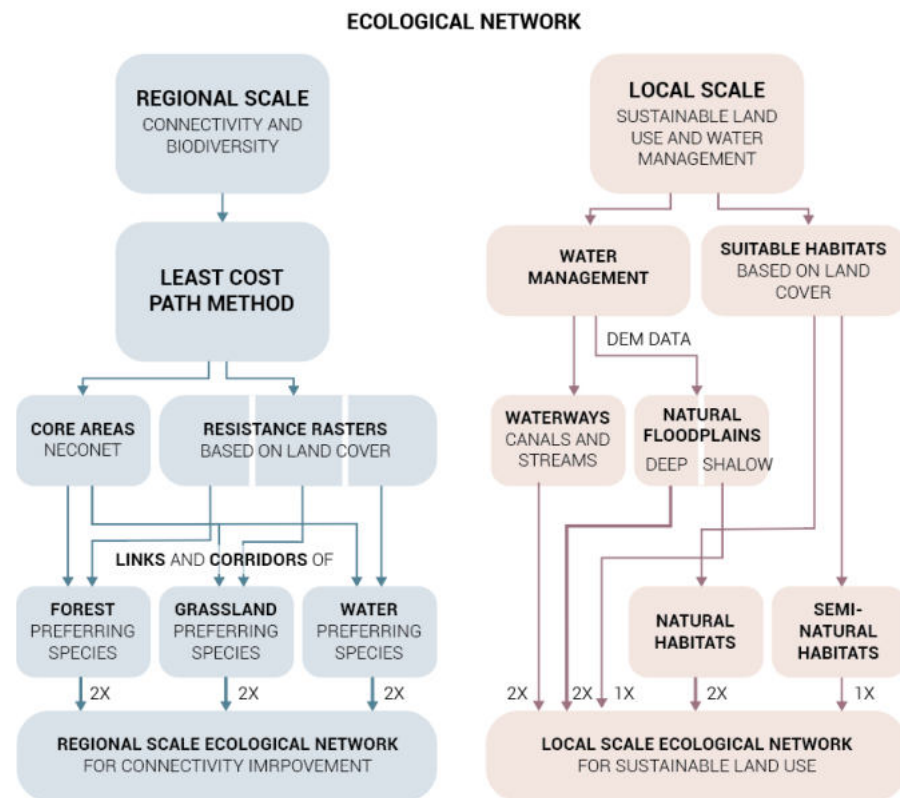 ECOLOGICAL NETWORK
REGIONAL SCALE
CONNECTIVITY AND
BIODIVERSITY
LEAST COST
PATH METHOD
CORE AREAS
NECONET
RESISTANCE RASTERS
BASED ON LAND COVER
LINKS AND CORRIDORS OF
FOREST
PREFERRING
SPECIES
GRASSLAND
PREFERRING
SPECIES
WATER
PREFERRING
SPECIES
2X
2X
2X
REGIONAL SCALE ECOLOGICAL NETWORK
FOR CONNECTIVITY IMRPOVEMENT
LOCAL SCALE
SUSTAINABLE LAND
USE AND WATER
MANAGEMENT
WATER
MANAGEMENT
SUITABLE HABITATS
BASED ON LAND
COVER
DEM DATA
WATERWAYS
CANALS AND
STREAMS
NATURAL
FLOODPLAINS
DEEP SHALOW
NATURAL
HABITATS
SEMI-
NATURAL
HABITATS
2X
2X
1X
2X
1X
LOCAL SCALE ECOLOGICAL NETWORK
FOR SUSTAINABLE LAND USE